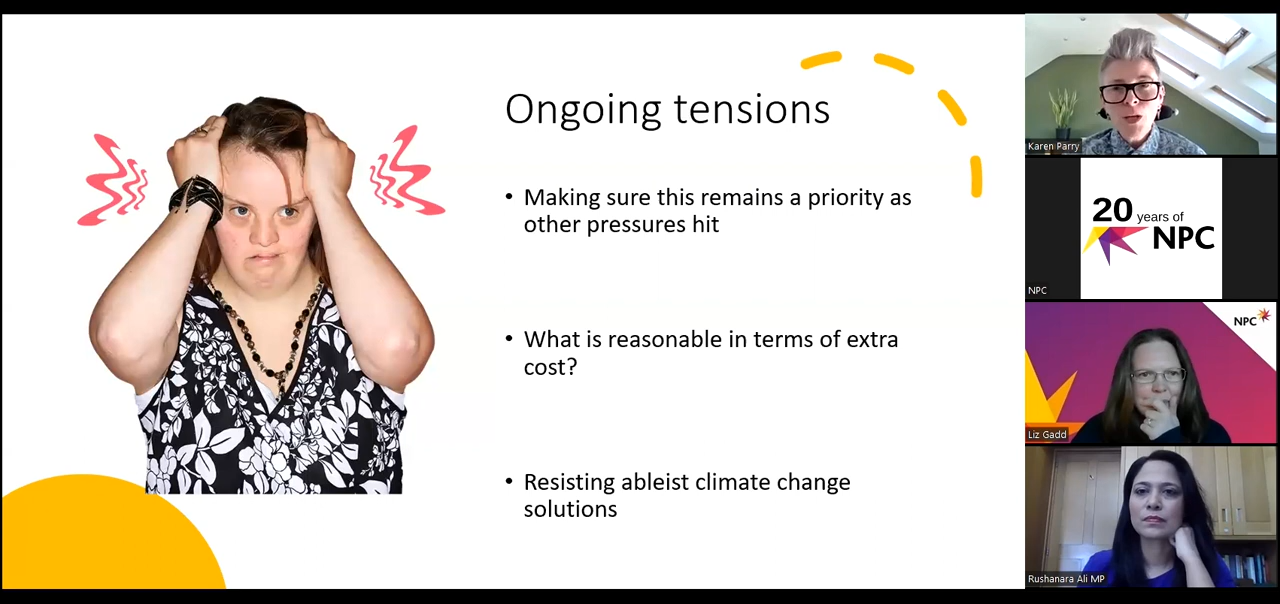 Ongoing tensions
• Making sure this remains a priority as
other pressures hit
• What is reasonable in terms of extra
cost?
• Resisting ableist climate change
solutions
Karen Parry
20 years of
NPC
NPC
NPC
Liz Gadd
Rushanara Ali MP